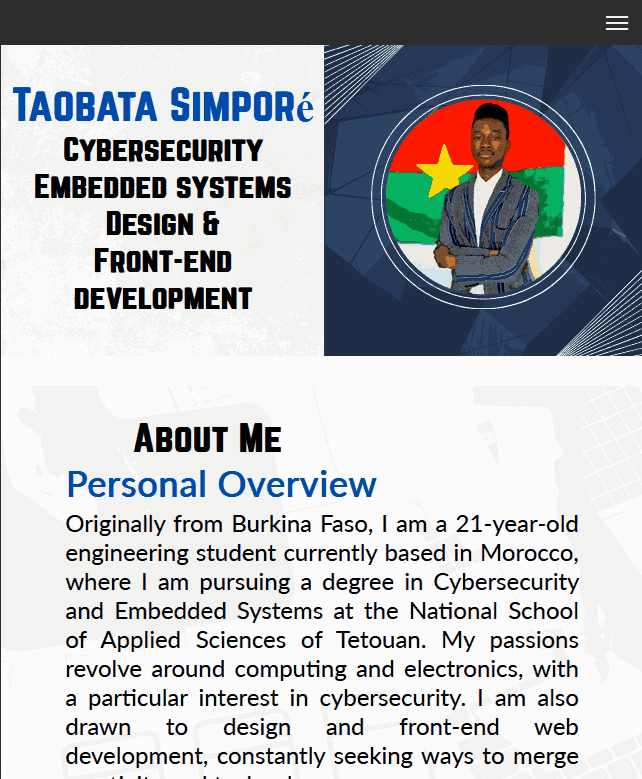 Taobata Simporé
Cybersecurity
Embedded systems
Design &
Front-end
development
About Me
Personal Overview
Originally from Burkina Faso, I am a 21-year-old
engineering student currently based in Morocco,
where I am pursuing a degree in Cybersecurity
and Embedded Systems at the National School
of Applied Sciences of Tetouan. My passions
revolve around computing and electronics, with
a particular interest in cybersecurity. I am also
drawn to design and front-end web
development, constantly seeking ways to merge